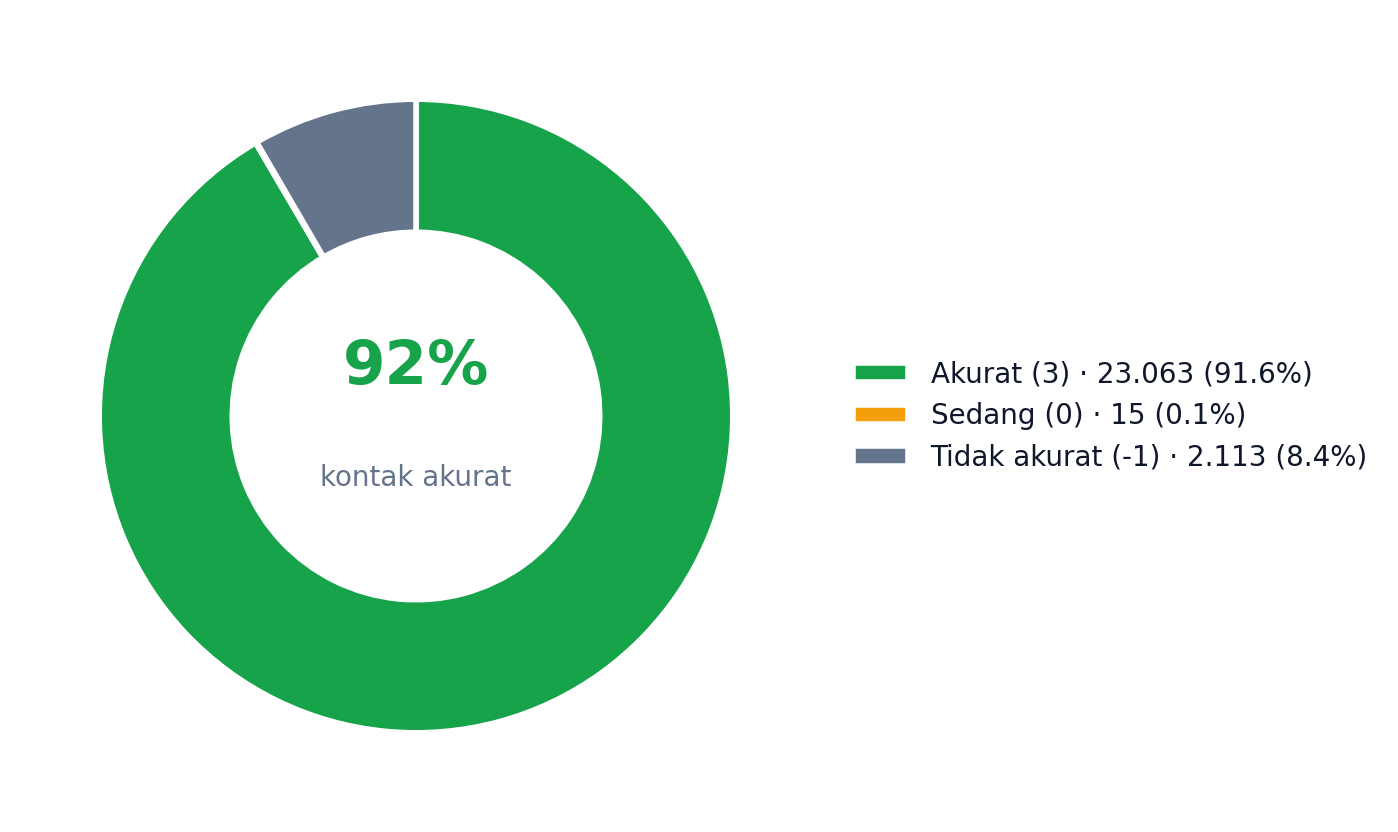 92%
kontak akurat
Akurat (3) · 23.063 (91.6%)
Sedang (0) · 15 (0.1%)
Tidak akurat (-1) · 2.113 (8.4%)